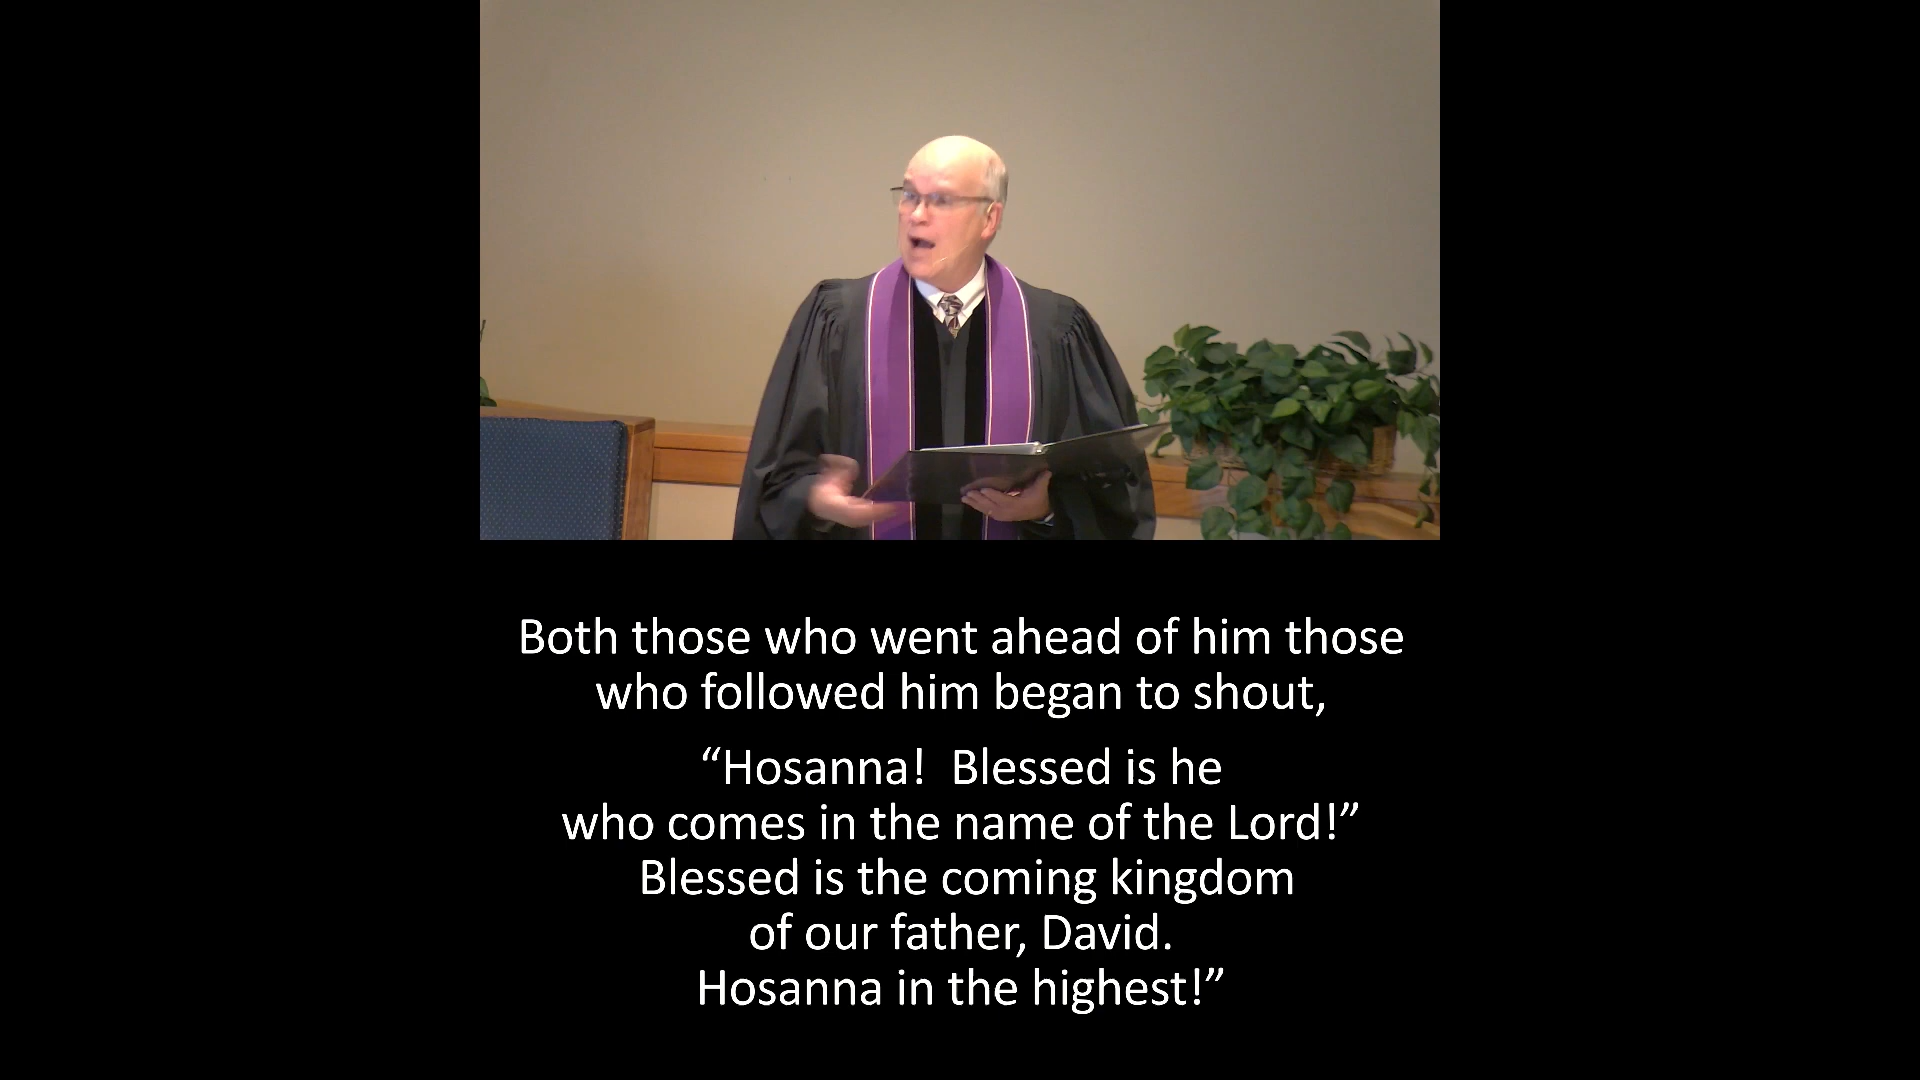 Both those who went ahead of him those
who followed him began to shout,
“Hosanna!  Blessed is he
who comes in the name of the Lord!”
Blessed is the coming kingdom
of our father, David.
Hosanna in the highest!”